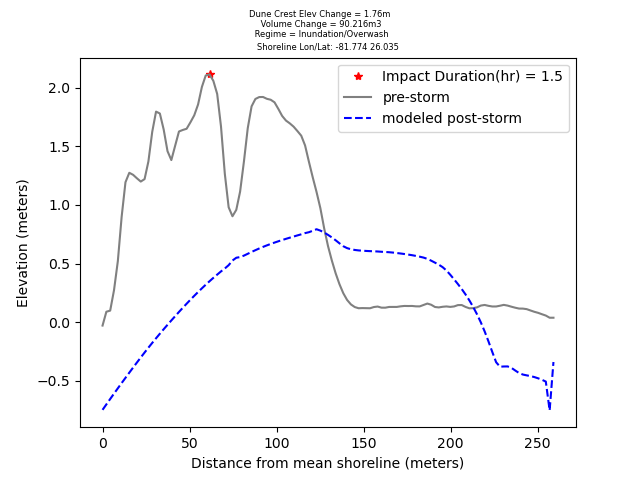 Dune Crest Elev Change = 1.76m
Volume Change = 90.216m3
Regime = Inundation/Overwash
Shoreline Lon/Lat: -81.774 26.035
Impact Duration(hr) = 1.5
pre-storm
modeled post-storm
Elevation (meters)
2.0
1.5
1.0
0.5
0.0
−0.5
0 50 100 150 200 250
Distance from mean shoreline (meters)